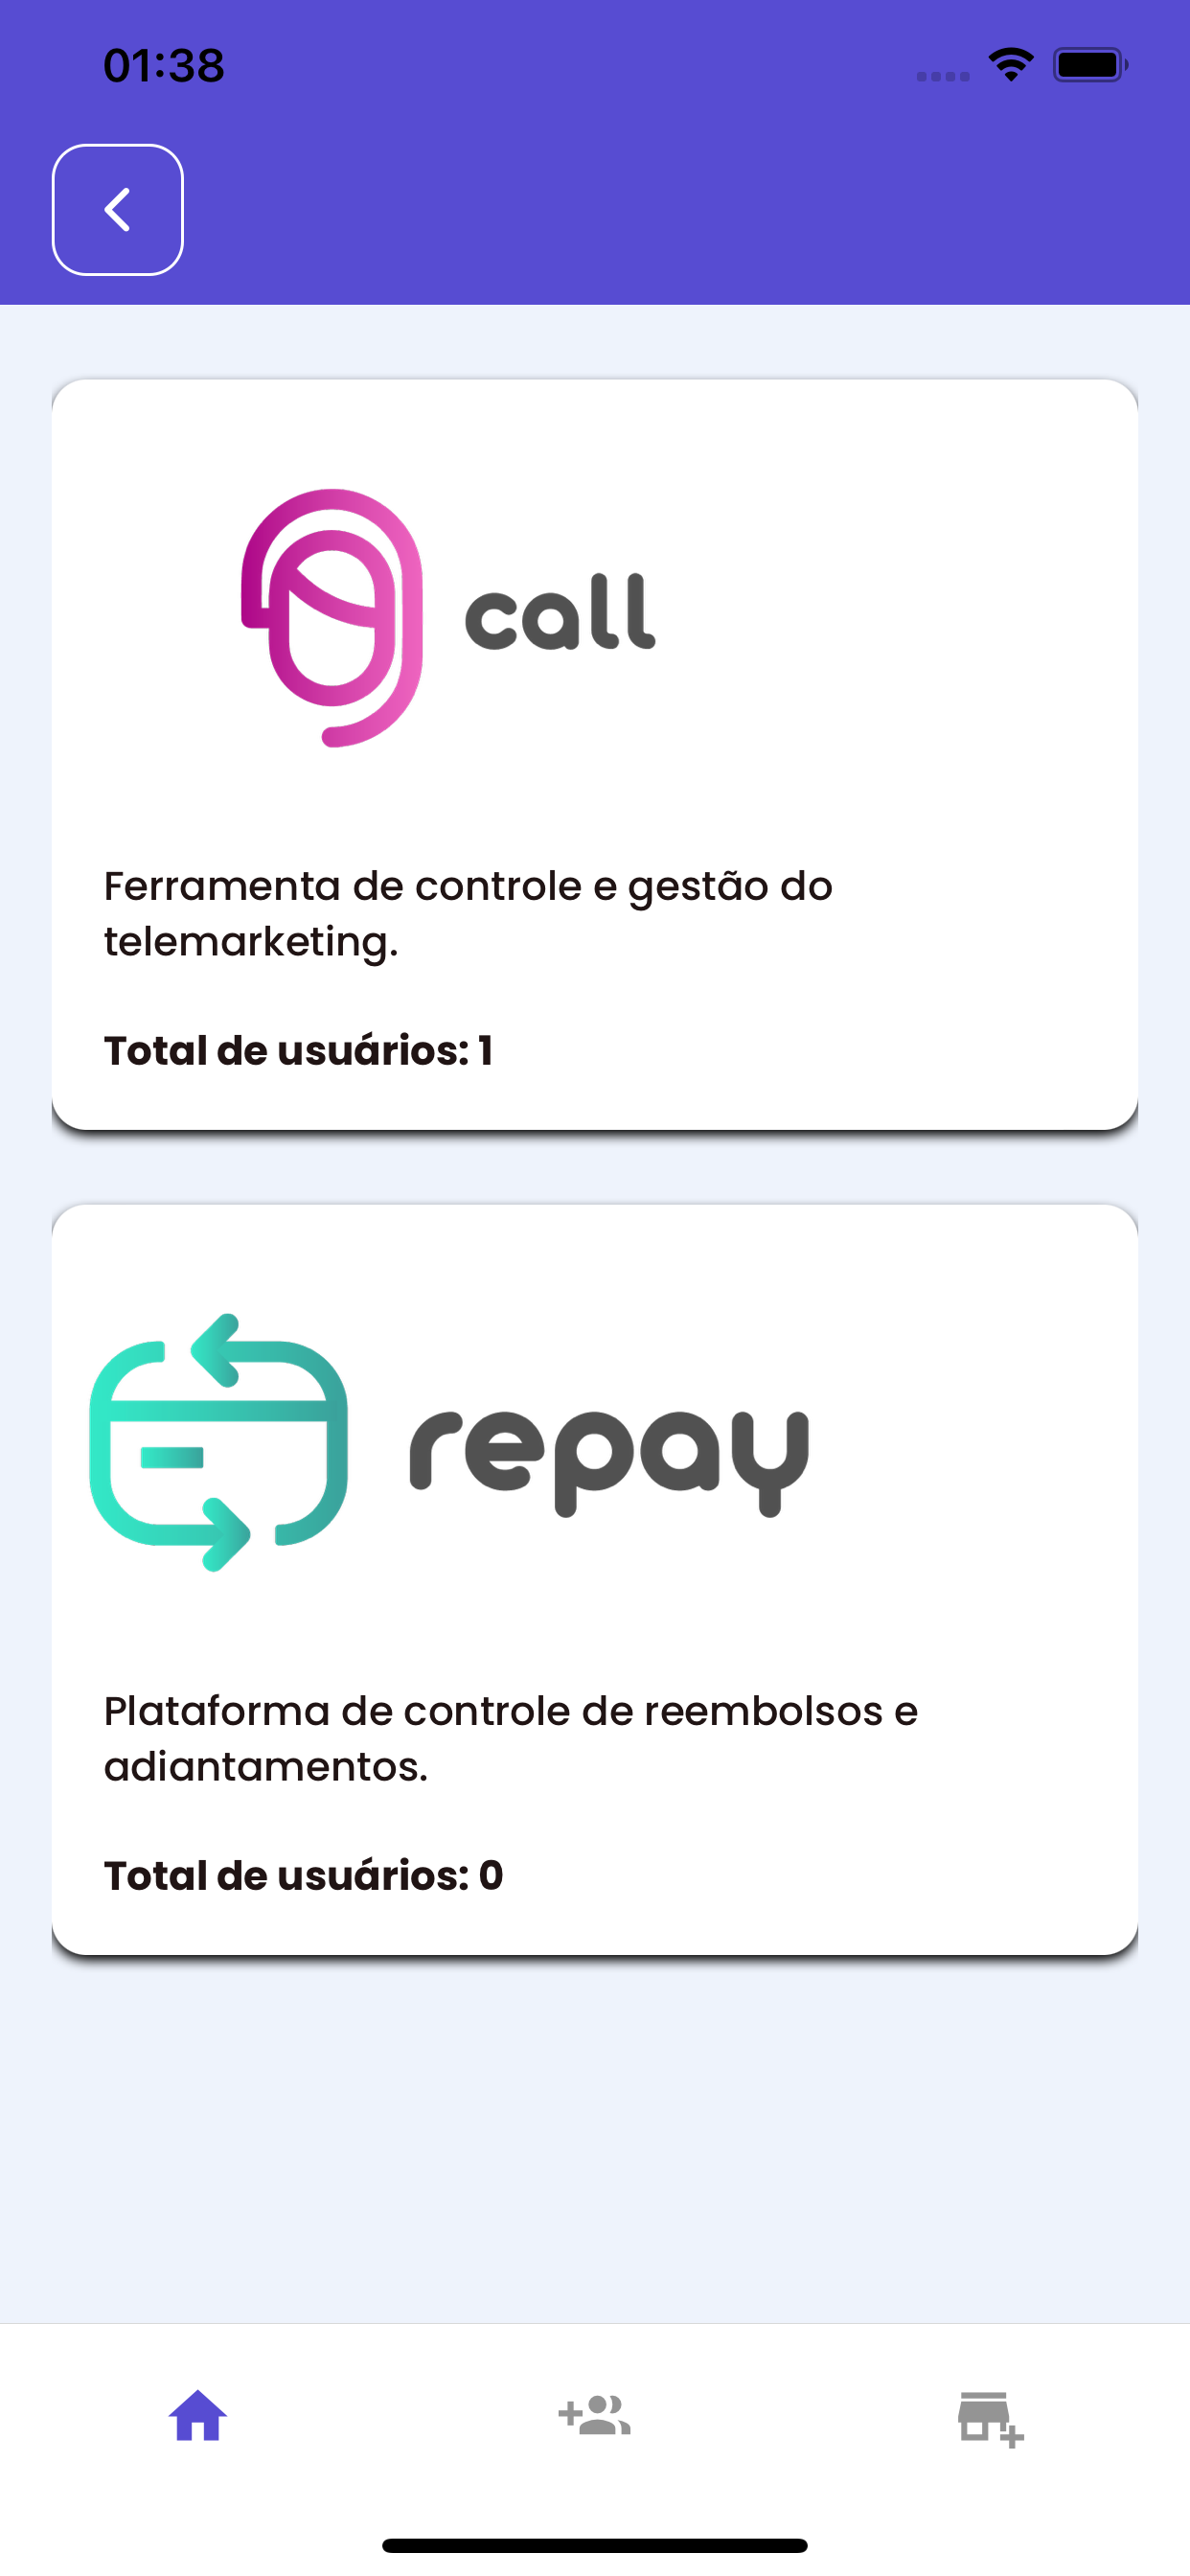 01:38
call
Ferramenta de controle e gestão do
telemarketing.
Total de usuários: 1
repay
Plataforma de controle de reembolsos e
adiantamentos.
Total de usuários: 0